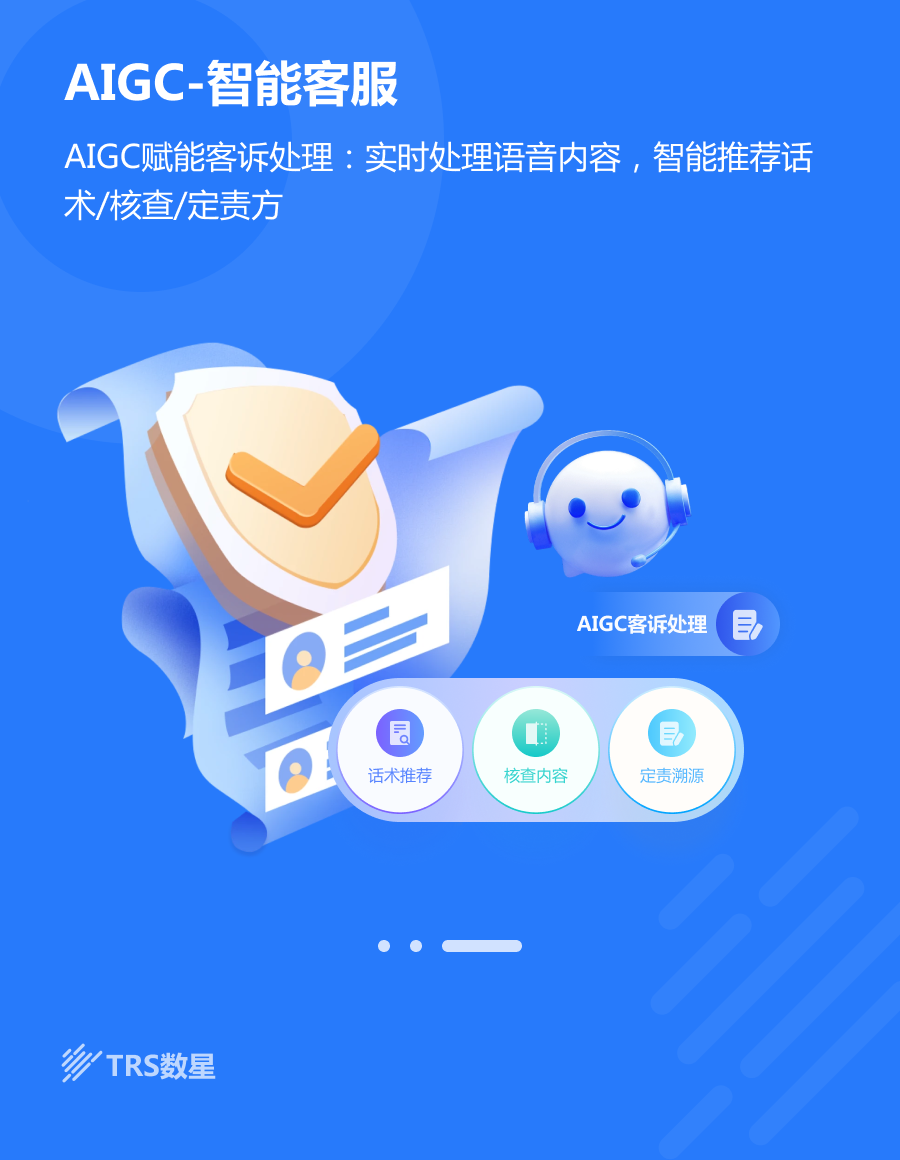 AIGC-智能客服
AIGC赋能客诉处理：实时处理语音内容，智能推荐话
术/核查/定责方
AIGC客诉处理
话术推荐
核查内容
定责溯源
TRS数星